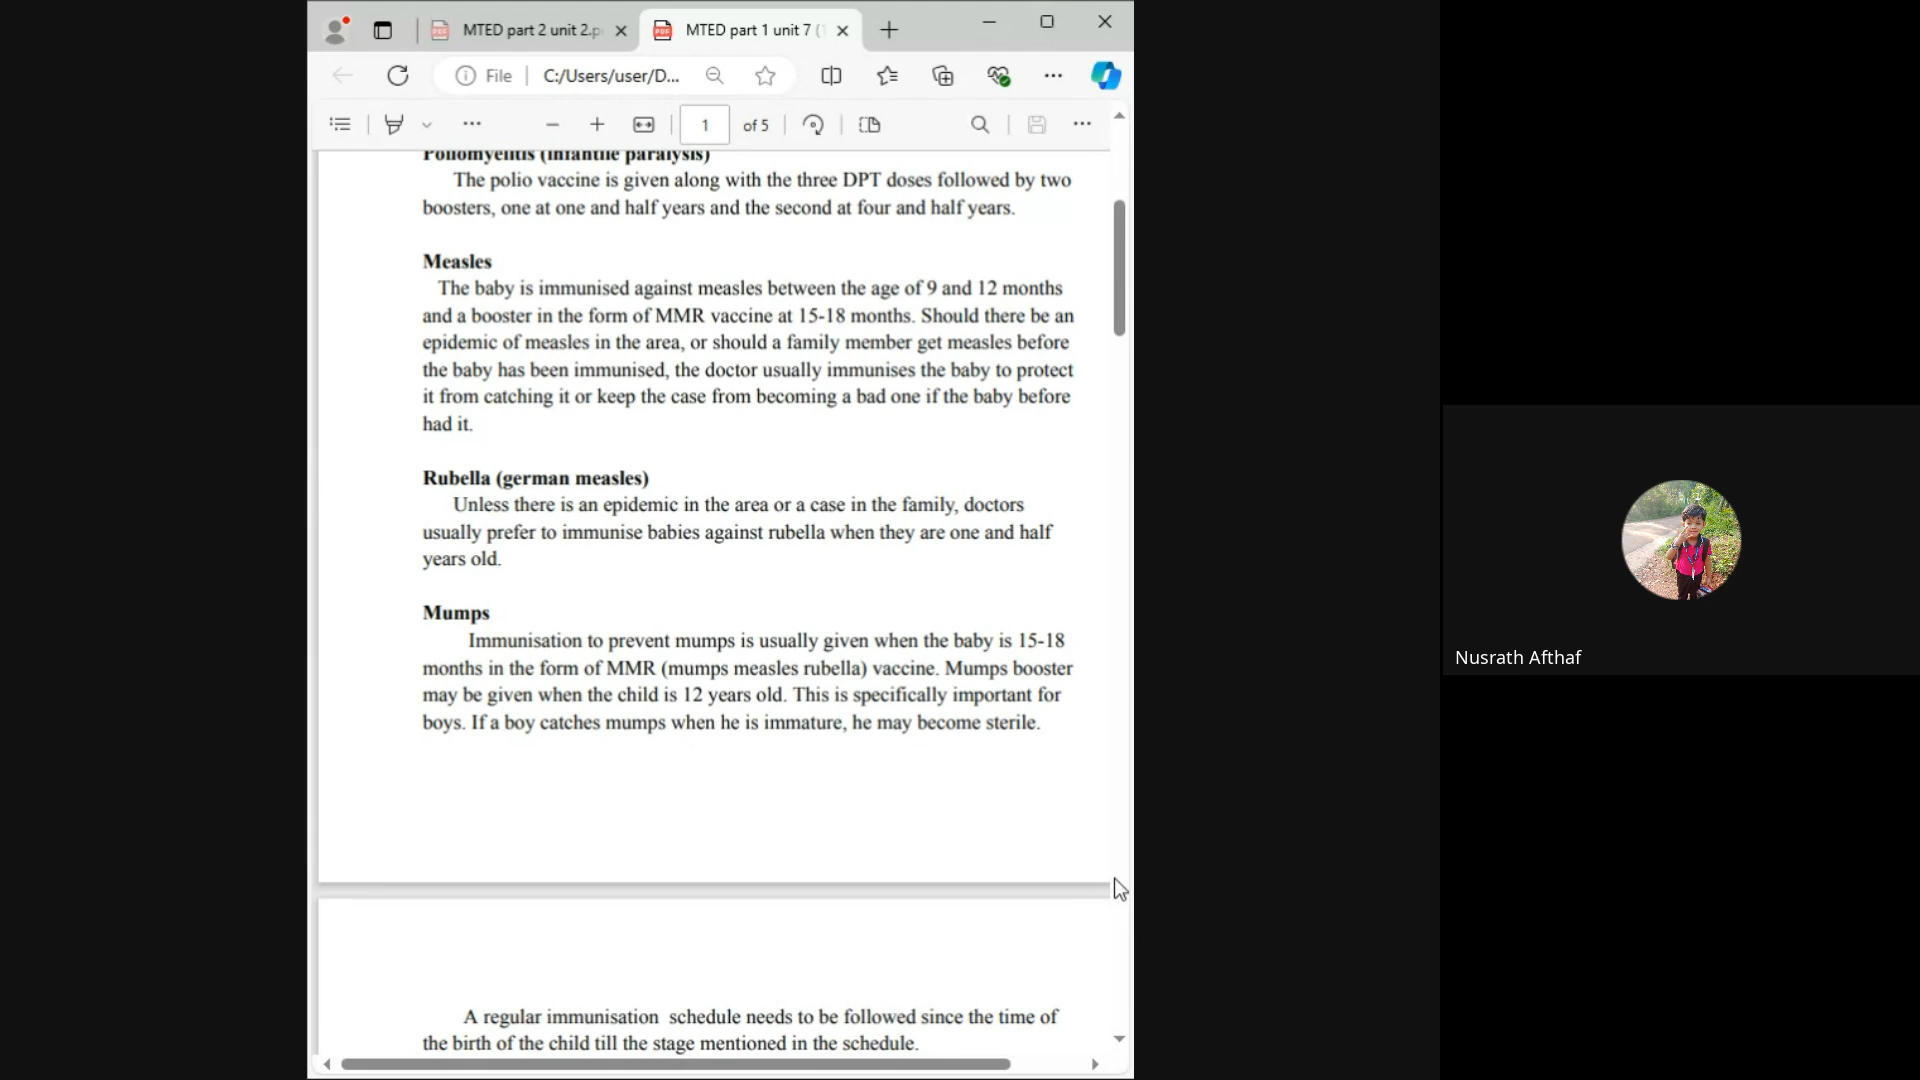 MTED part 2 unit 2.p
MTED part 1 unit 7 (
File
C:/Users/user/D...
1
of 5
Poliomyelitis (infantile paralysis)
The polio vaccine is given along with the three DPT doses followed by two
boosters, one at one and half years and the second at four and half years.
Measles
The baby is immunised against measles between the age of 9 and 12 months
and a booster in the form of MMR vaccine at 15-18 months. Should there be an
epidemic of measles in the area, or should a family member get measles before
the baby has been immunised, the doctor usually immunises the baby to protect
it from catching it or keep the case from becoming a bad one if the baby before
had it.
Rubella (german measles)
Unless there is an epidemic in the area or a case in the family, doctors
usually prefer to immunise babies against rubella when they are one and half
years old.
Mumps
Immunisation to prevent mumps is usually given when the baby is 15-18
months in the form of MMR (mumps measles rubella) vaccine. Mumps booster
may be given when the child is 12 years old. This is specifically important for
boys. If a boy catches mumps when he is immature, he may become sterile.
A regular immunisation schedule needs to be followed since the time of
the birth of the child till the stage mentioned in the schedule.
Nusrath Afthaf